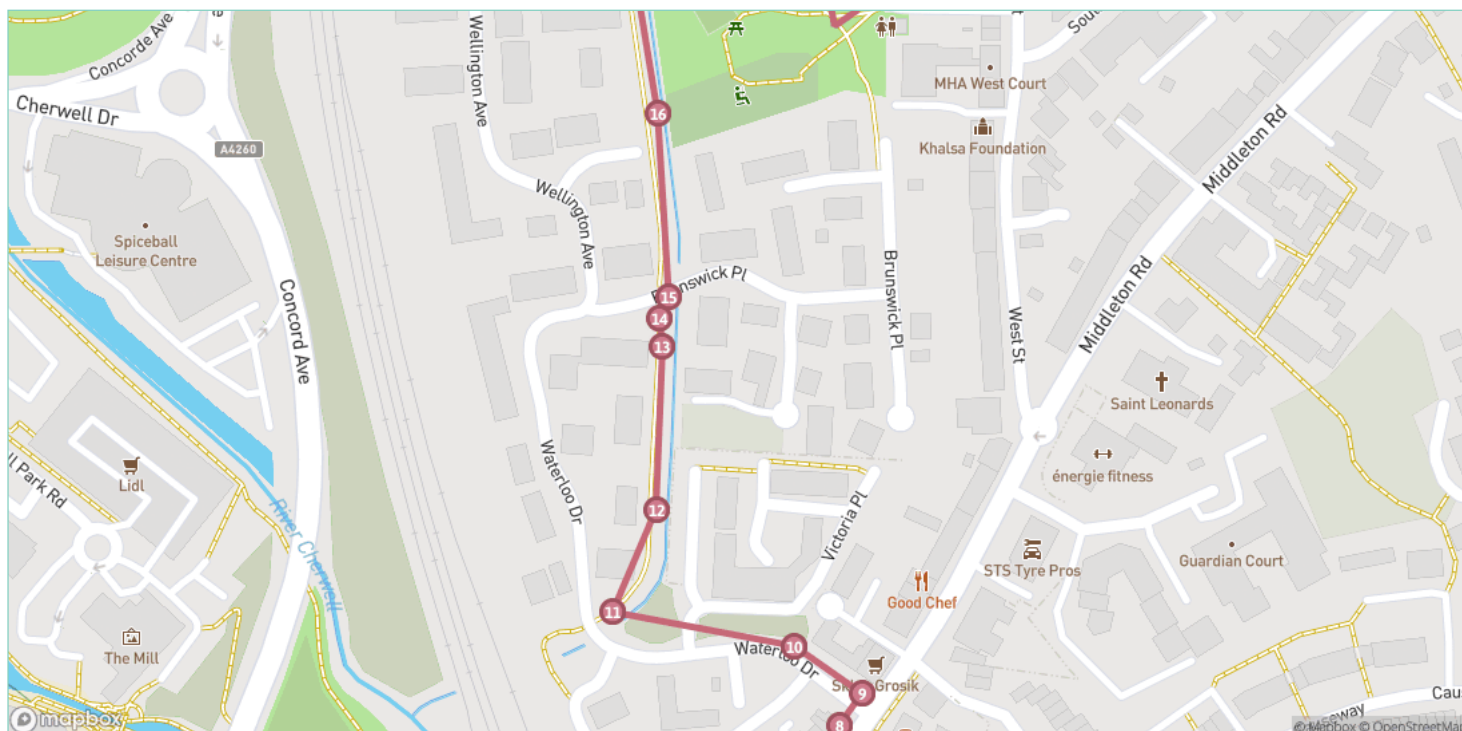 Concorde Ave
Cherwell Dr
A4260
Wellington Ave
16
MHA West Court
Khalsa Foundation
Middleton Rd
Spiceball
Leisure Centre
Wellington Ave
Concord Ave
15
Brunswick Pl
14
13
Brunswick Pl
West St
Middleton Rd
Saint Leonards
énergie fitness
Lidl
Park Rd
River Cherwell
Waterloo Dr
12
Victoria Pl
STS Tyre Pros
Guardian Court
Good Chef
11
The Mill
10
Waterloo Dr
Grosik
9
8
mapbox
© Mapbox © OpenStreetMap